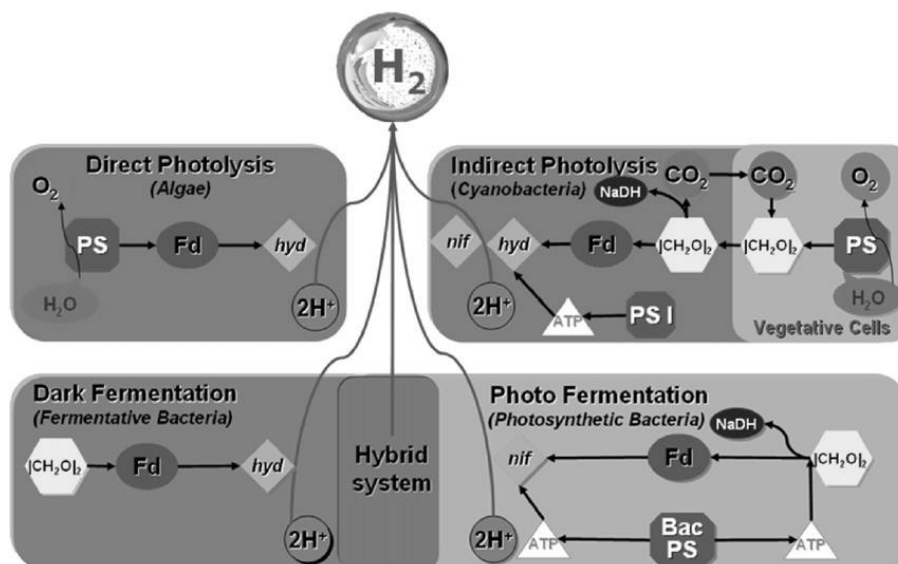 H2
Direct Photolysis
(Algae)
O2
PS
Fd
hyd
H2O
2H+
Indirect Photolysis
(Cyanobacteria)
NaDH
CO2
CO2
O2
nif
hyd
Fd
[CH2O]2
[CH2O]2
PS
H2O
2H+
ATP
PS I
Vegetative Cells
Dark Fermentation
(Fermentative Bacteria)
[CH2O]2
Fd
hyd
2H+
Hybrid
system
Photo Fermentation
(Photosynthetic Bacteria)
NaDH
nif
Fd
[CH2O]2
2H+
ATP
Bac
PS
ATP